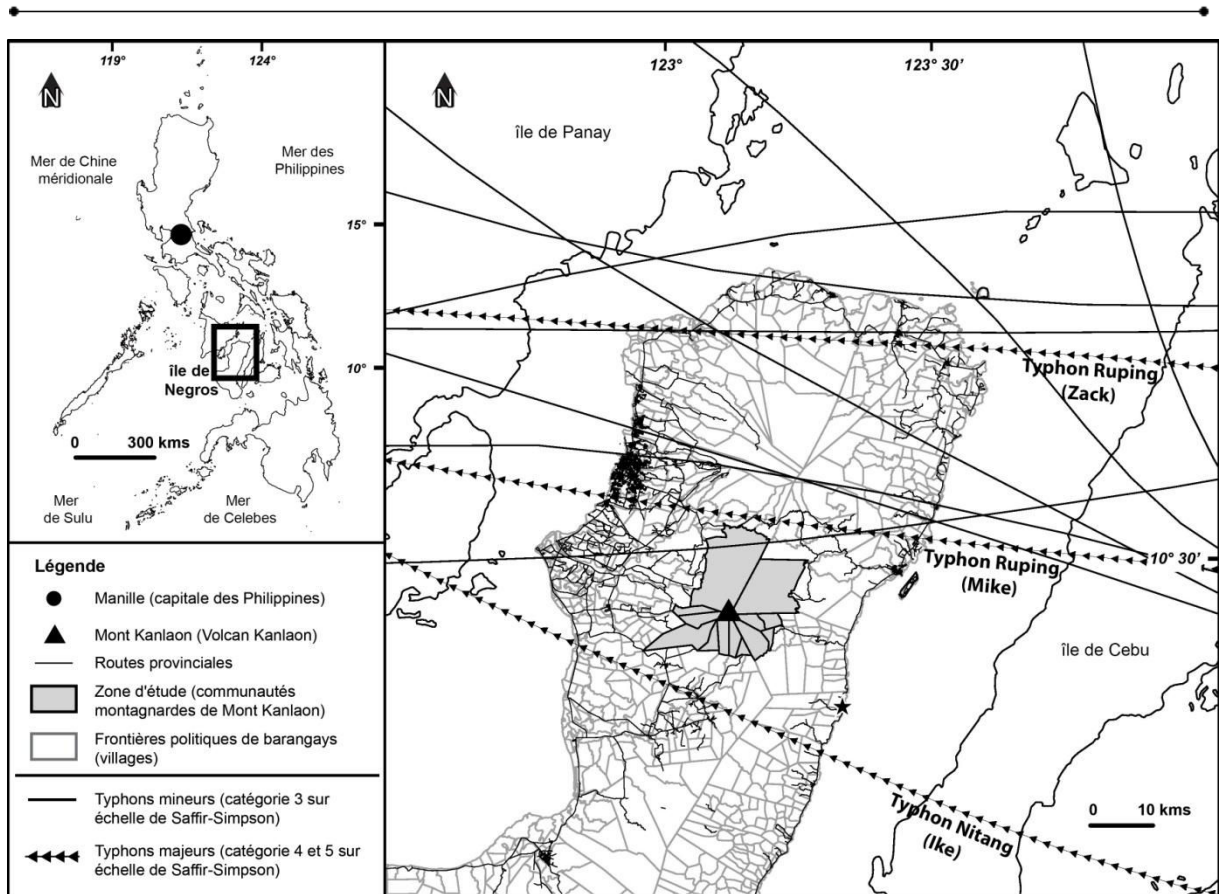 119°
124°
N
Mer de Chine
méridionale
Mer des
Philippines
15°
10°
île de
Negros
0 300 kms
Mer
de Sulu
Mer
de Celebes
Légende
Manille (capitale des Philippines)
Mont Kanlaon (Volcan Kanlaon)
Routes provinciales
Zone d'étude (communautés
montagnardes de Mont Kanlaon)
Frontières politiques de barangays
(villages)
Typhons mineurs (catégorie 3 sur
échelle de Saffir-Simpson)
Typhons majeurs (catégorie 4 et 5 sur
échelle de Saffir-Simpson)
123°
123° 30'
N
île de Panay
Typhon Ruping
(Zack)
Typhon Ruping
(Mike)
10° 30'
île de Cebu
Typhon Nitang
(Ike)
0 10 kms